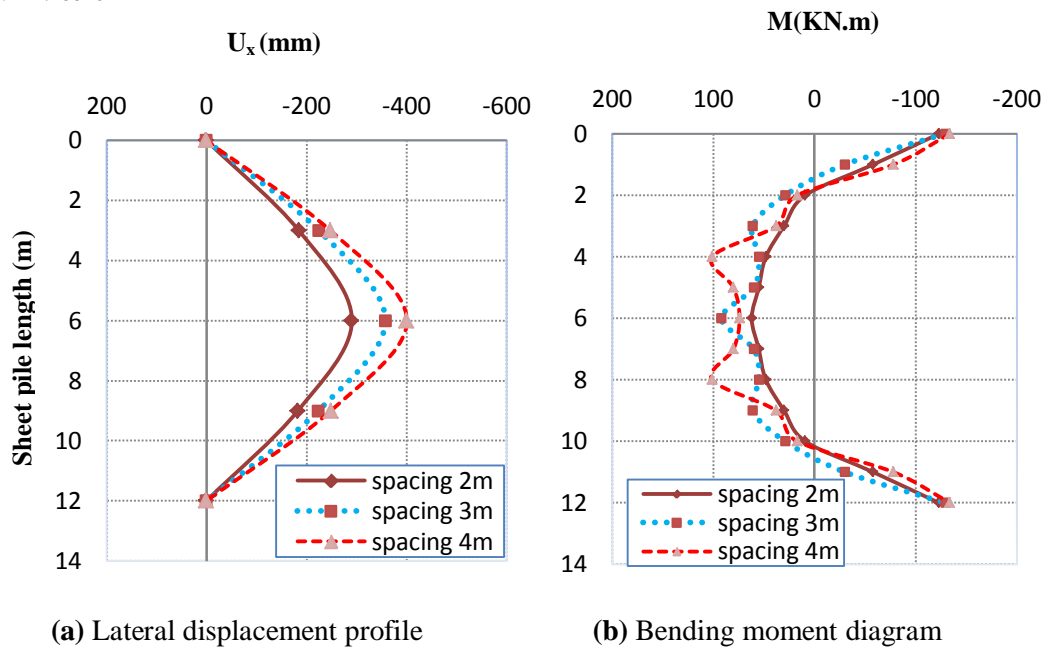 U_x (mm)
200 0 -200 -400 -600
0
2
4
6
8
10
12
14
Sheet pile length (m)
spacing 2m
spacing 3m
spacing 4m
(a) Lateral displacement profile
M(KN.m)
200 100 0 -100 -200
0
2
4
6
8
10
12
14
spacing 2m
spacing 3m
spacing 4m
(b) Bending moment diagram